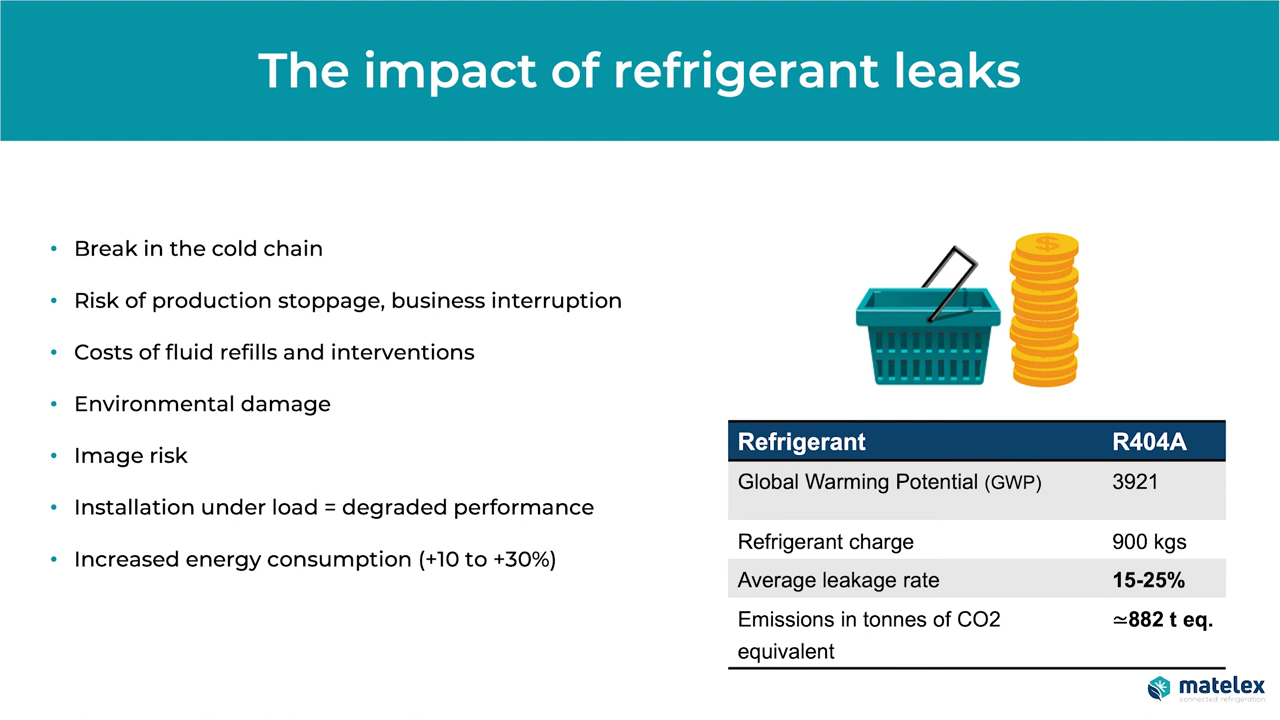 The impact of refrigerant leaks
• Break in the cold chain
• Risk of production stoppage, business interruption
• Costs of fluid refills and interventions
• Environmental damage
• Image risk
• Installation under load = degraded performance
• Increased energy consumption (+10 to +30%)
$
Refrigerant R404A
Global Warming Potential (GWP) 3921
Refrigerant charge 900 kgs
Average leakage rate 15-25%
Emissions in tonnes of CO2 ≃882 t eq.
equivalent
matelex
connected refrigeration